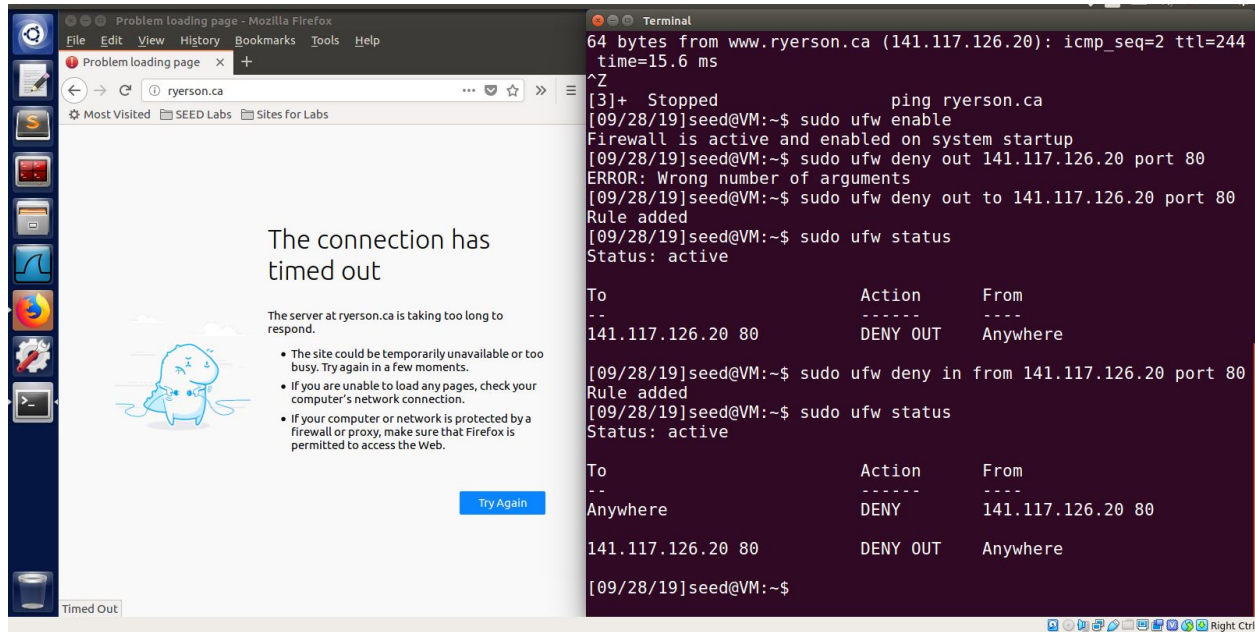 Problem loading page - Mozilla Firefox
File Edit View History Bookmarks Tools Help
Problem loading page × +
ryerson.ca
Most Visited SEED Labs Sites for Labs
The connection has
timed out
The server at ryerson.ca is taking too long to
respond.
• The site could be temporarily unavailable or too
busy. Try again in a few moments.
• If you are unable to load any pages, check your
computer's network connection.
• If your computer or network is protected by a
firewall or proxy, make sure that Firefox is
permitted to access the Web.
Try Again
Timed Out
Terminal
64 bytes from www.ryerson.ca (141.117.126.20): icmp_seq=2 ttl=244
time=15.6 ms
^Z
[3]+  Stopped                 ping ryerson.ca
[09/28/19]seed@VM:~$ sudo ufw enable
Firewall is active and enabled on system startup
[09/28/19]seed@VM:~$ sudo ufw deny out 141.117.126.20 port 80
ERROR: Wrong number of arguments
[09/28/19]seed@VM:~$ sudo ufw deny out to 141.117.126.20 port 80
Rule added
[09/28/19]seed@VM:~$ sudo ufw status
Status: active
To                         Action      From
--                         ------      ----
141.117.126.20 80          DENY OUT    Anywhere
[09/28/19]seed@VM:~$ sudo ufw deny in from 141.117.126.20 port 80
Rule added
[09/28/19]seed@VM:~$ sudo ufw status
Status: active
To                         Action      From
--                         ------      ----
Anywhere                   DENY        141.117.126.20 80
141.117.126.20 80          DENY OUT    Anywhere
[09/28/19]seed@VM:~$
Right Ctrl